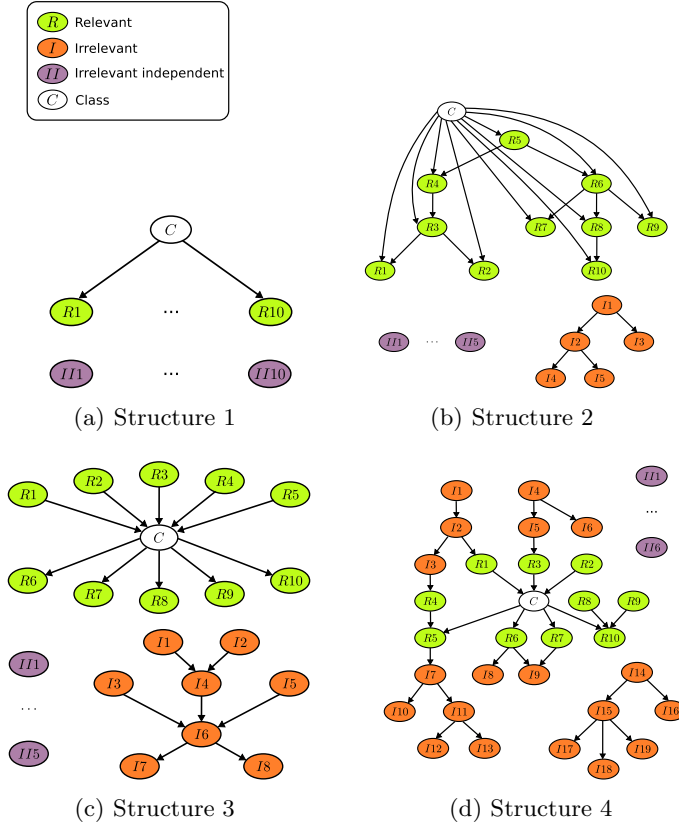 R Relevant
I Irrelevant
II Irrelevant independent
C Class
C
R1 ... R10
II1 ... II10
(a) Structure 1
C
R5
R4 R6
R3 R7 R8 R9
R1 R2 R10
I1
II1 ... II5 I2 I3
I4 I5
(b) Structure 2
R3
R2 R4
R1 R5
C
R6 R10
R7 R8 R9
I1 I2
II1
I3 I4 I5
...
I6
II5
I7 I8
(c) Structure 3
II1
I1 I4
...
I2 I5 I6
II6
I3 R1 R3 R2
R4 C R8 R9
R5 R6 R7 R10
I7 I8 I9 I14
I10 I11 I15 I16
I12 I13 I17 I19
I18
(d) Structure 4